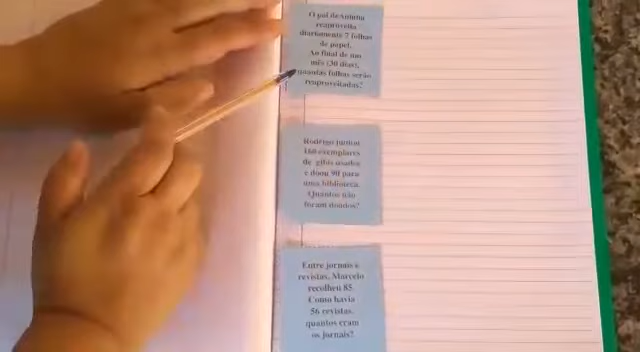 O pai de
reaproveita
diariamente 7 folhas
de papel.
Ao final de um
mês (30 dias),
quantas folhas serão
reaproveitadas?
Rodrigo juntou
exemplares
de gibis usados
e doou 90 para
uma biblioteca.
Quantos não
foram doados?
Entre jornais e
revistas, Marcelo
recolheu 85.
Como havia
56 revistas,
quantos eram
os jornais?